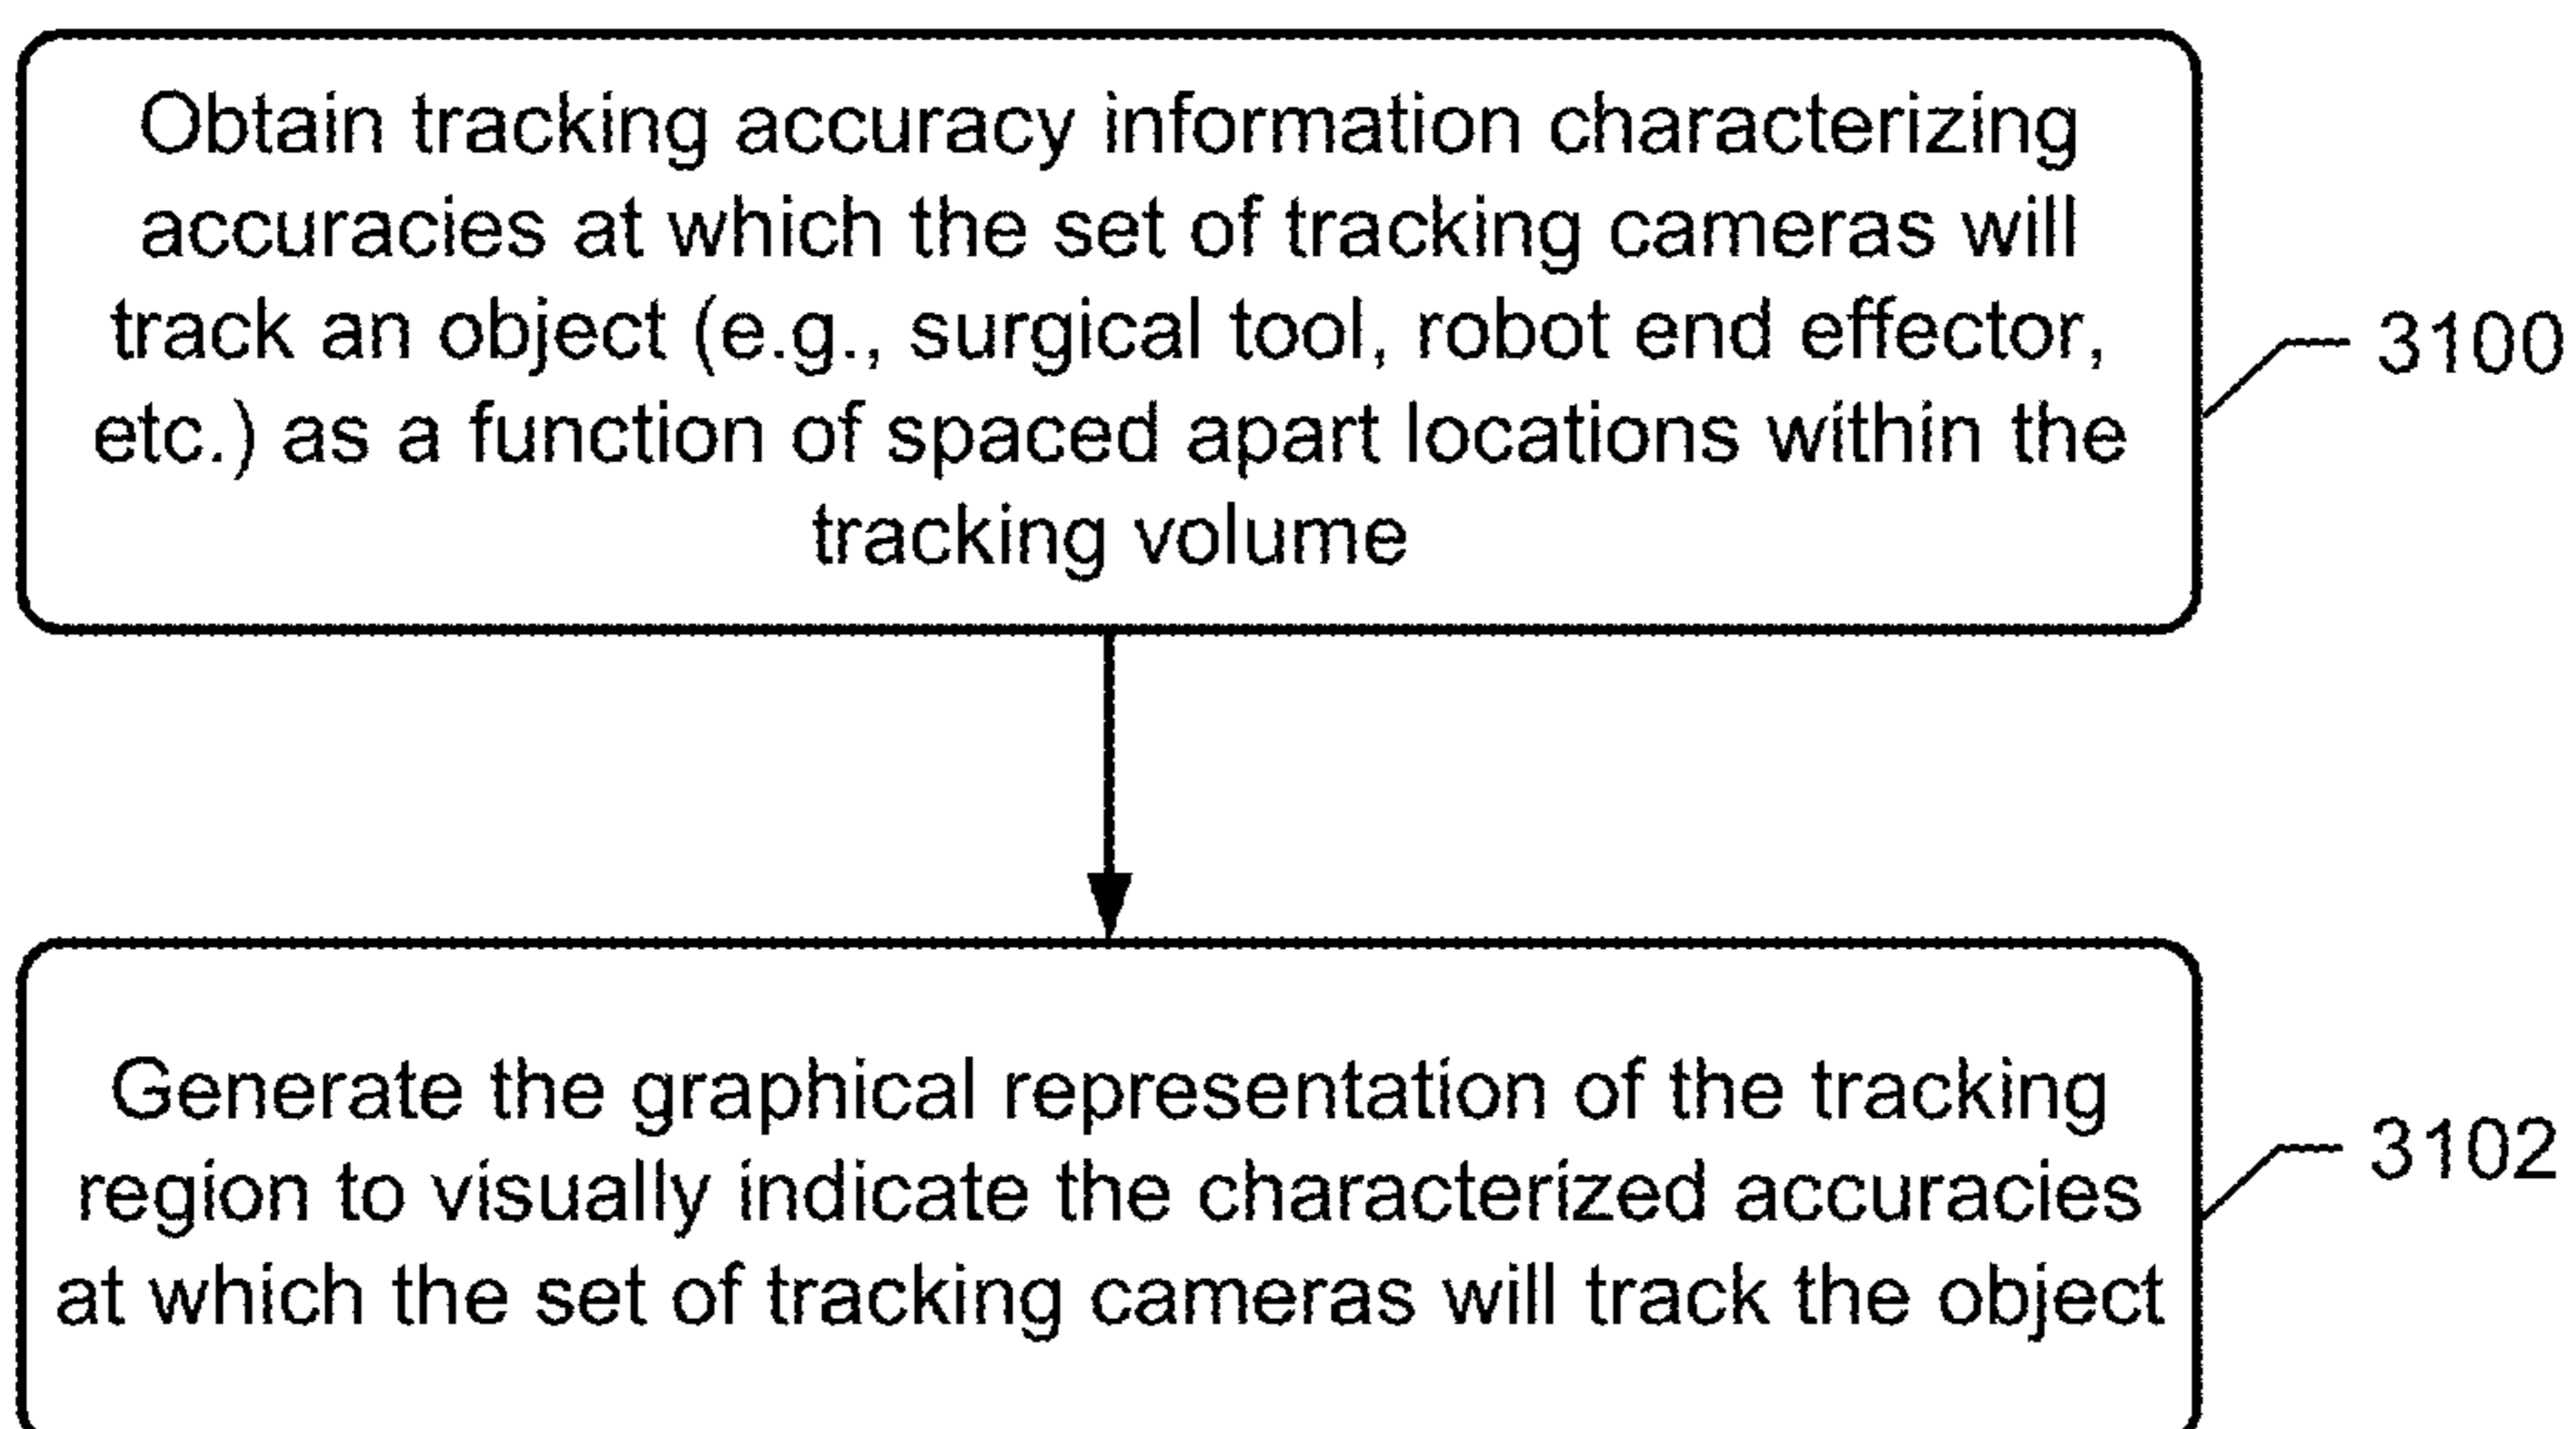 Obtain tracking accuracy information characterizing
accuracies at which the set of tracking cameras will
track an object (e.g., surgical tool, robot end effector,
etc.) as a function of spaced apart locations within the
tracking volume
3100
Generate the graphical representation of the tracking
region to visually indicate the characterized accuracies
at which the set of tracking cameras will track the object
3102